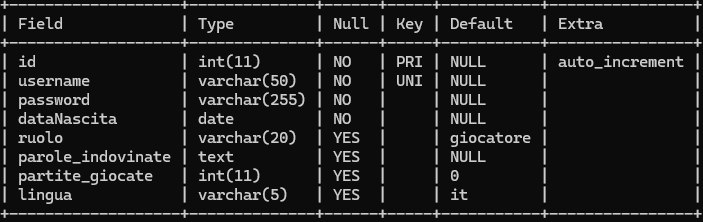 | Field             | Type         | Null | Key | Default   | Extra          |
| id                | int(11)      | NO   | PRI | NULL      | auto_increment |
| username          | varchar(50)  | NO   | UNI | NULL      |                |
| password          | varchar(255) | NO   |     | NULL      |                |
| dataNascita       | date         | NO   |     | NULL      |                |
| ruolo             | varchar(20)  | YES  |     | giocatore |                |
| parole_indovinate | text         | YES  |     | NULL      |                |
| partite_giocate   | int(11)      | YES  |     | 0         |                |
| lingua            | varchar(5)   | YES  |     | it        |                |